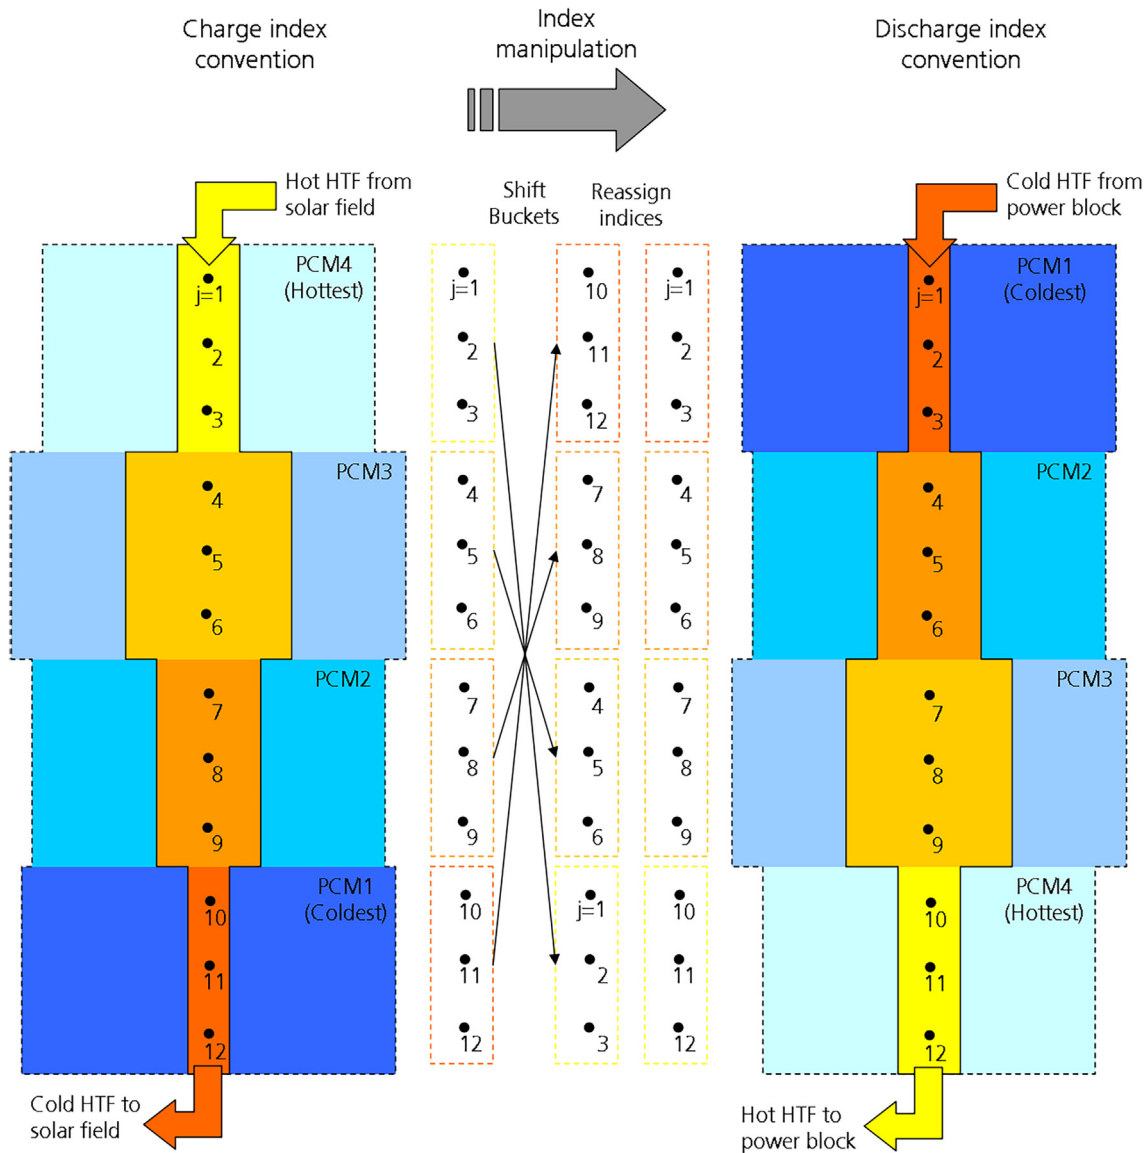 Charge index
convention
Index
manipulation
Discharge index
convention
Hot HTF from
solar field
Shift
Buckets
Reassign
indices
Cold HTF from
power block
PCM4
(Hottest)
j=1
2
3
PCM3
4
5
6
PCM2
7
8
9
PCM1
(Coldest)
10
11
12
Cold HTF to
solar field
j=1
2
3
4
5
6
7
8
9
10
11
12
10
11
12
7
8
9
4
5
6
j=1
2
3
j=1
2
3
4
5
6
7
8
9
10
11
12
PCM1
(Coldest)
j=1
2
3
PCM2
4
5
6
PCM3
7
8
9
PCM4
(Hottest)
10
11
12
Hot HTF to
power block